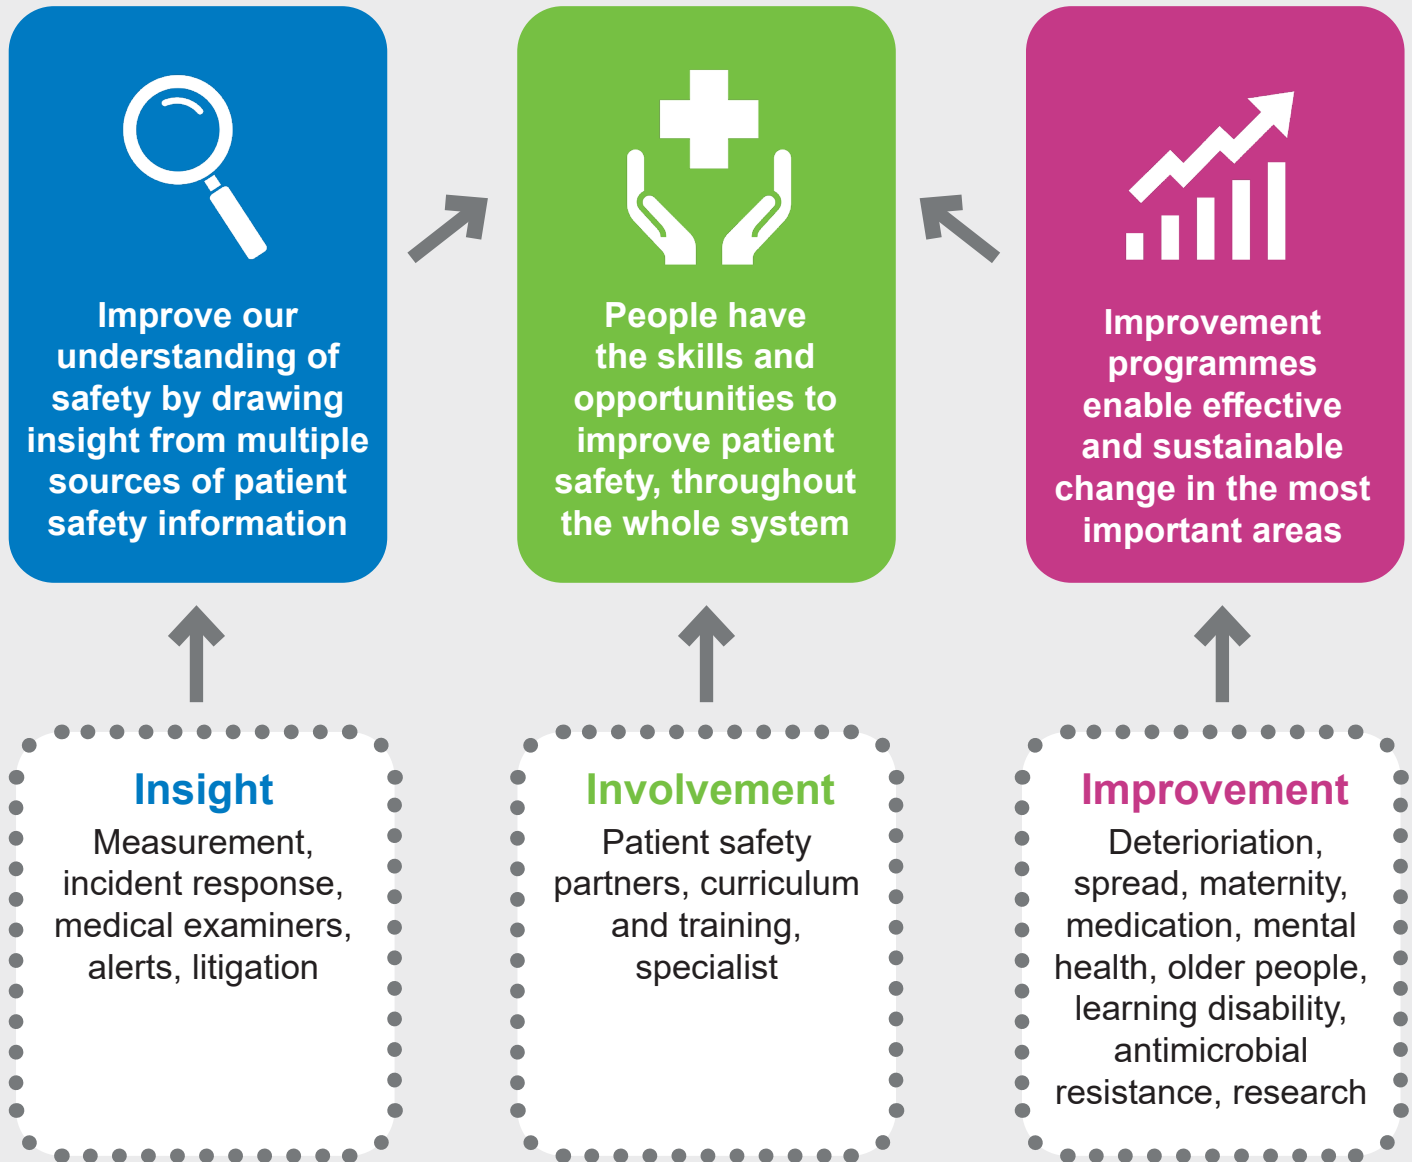 Improve our
understanding of
safety by drawing
insight from multiple
sources of patient
safety information
People have
the skills and
opportunities to
improve patient
safety, throughout
the whole system
Improvement
programmes
enable effective
and sustainable
change in the most
important areas
Insight
Measurement,
incident response,
medical examiners,
alerts, litigation
Involvement
Patient safety
partners, curriculum
and training,
specialist
Improvement
Deterioriation,
spread, maternity,
medication, mental
health, older people,
learning disability,
antimicrobial
resistance, research